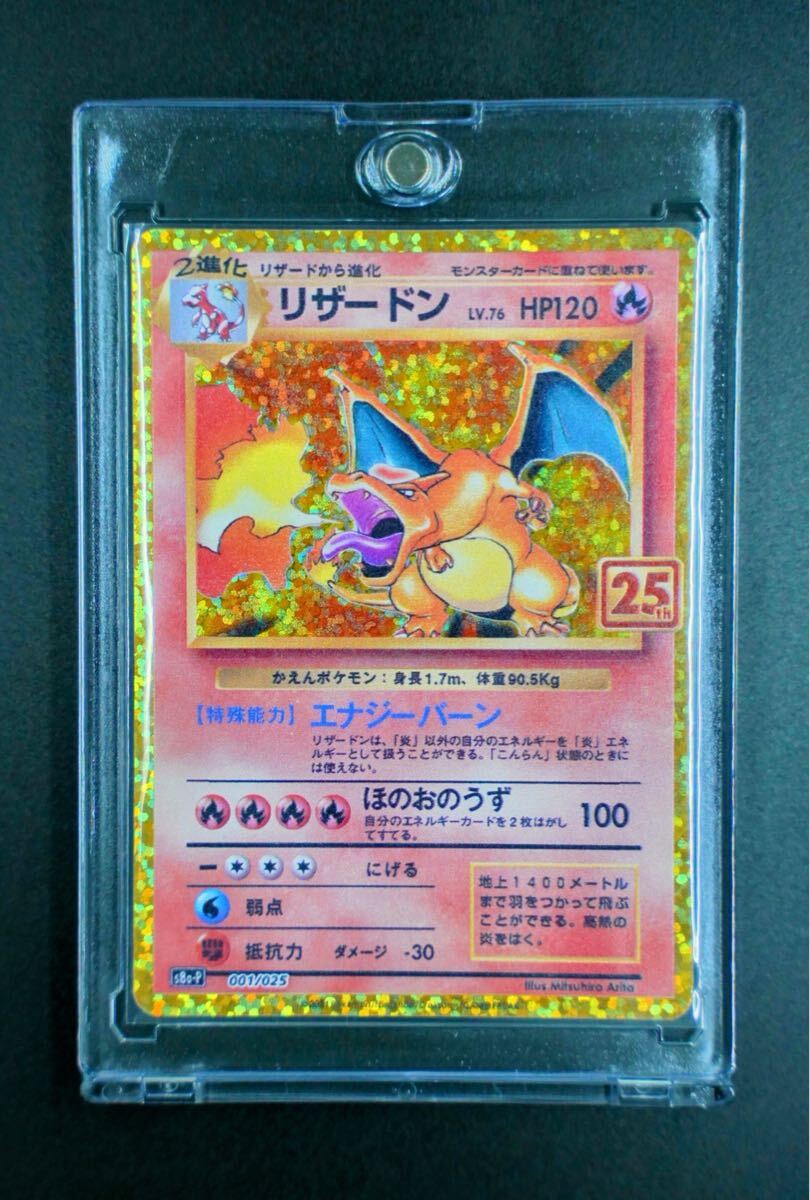 2進化 リザードから進化 モンスターカードに重ねて使います。
リザードン LV.76 HP120
25th
かえんポケモン：身長1.7m、体重90.5Kg
【特殊能力】エナジーバーン
リザードンは、「炎」以外の自分のエネルギーを「炎」エネ
ルギーとして扱うことができる。「こんらん」状態のときに
は使えない。
ほのおのうず 100
自分のエネルギーカードを２枚はがし
てすてる。
ー にげる
弱点
抵抗力 ダメージ -30
地上１４００メートル
まで羽をつかって飛ぶ
ことができる。高熱の
炎をはく。
s8a-P 001/025
Illus. Mitsuhiro Arita